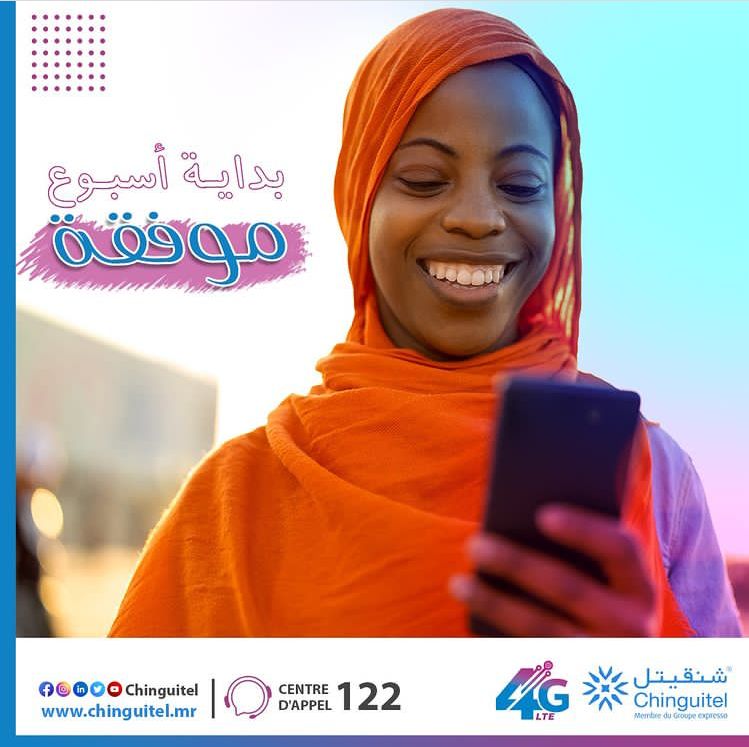 بداية أسبوع
موفقة
Chinguitel
www.chinguitel.mr
CENTRE
D'APPEL
122
4G
LTE
شنقيتل
Chinguitel
Membre du Groupe expresso